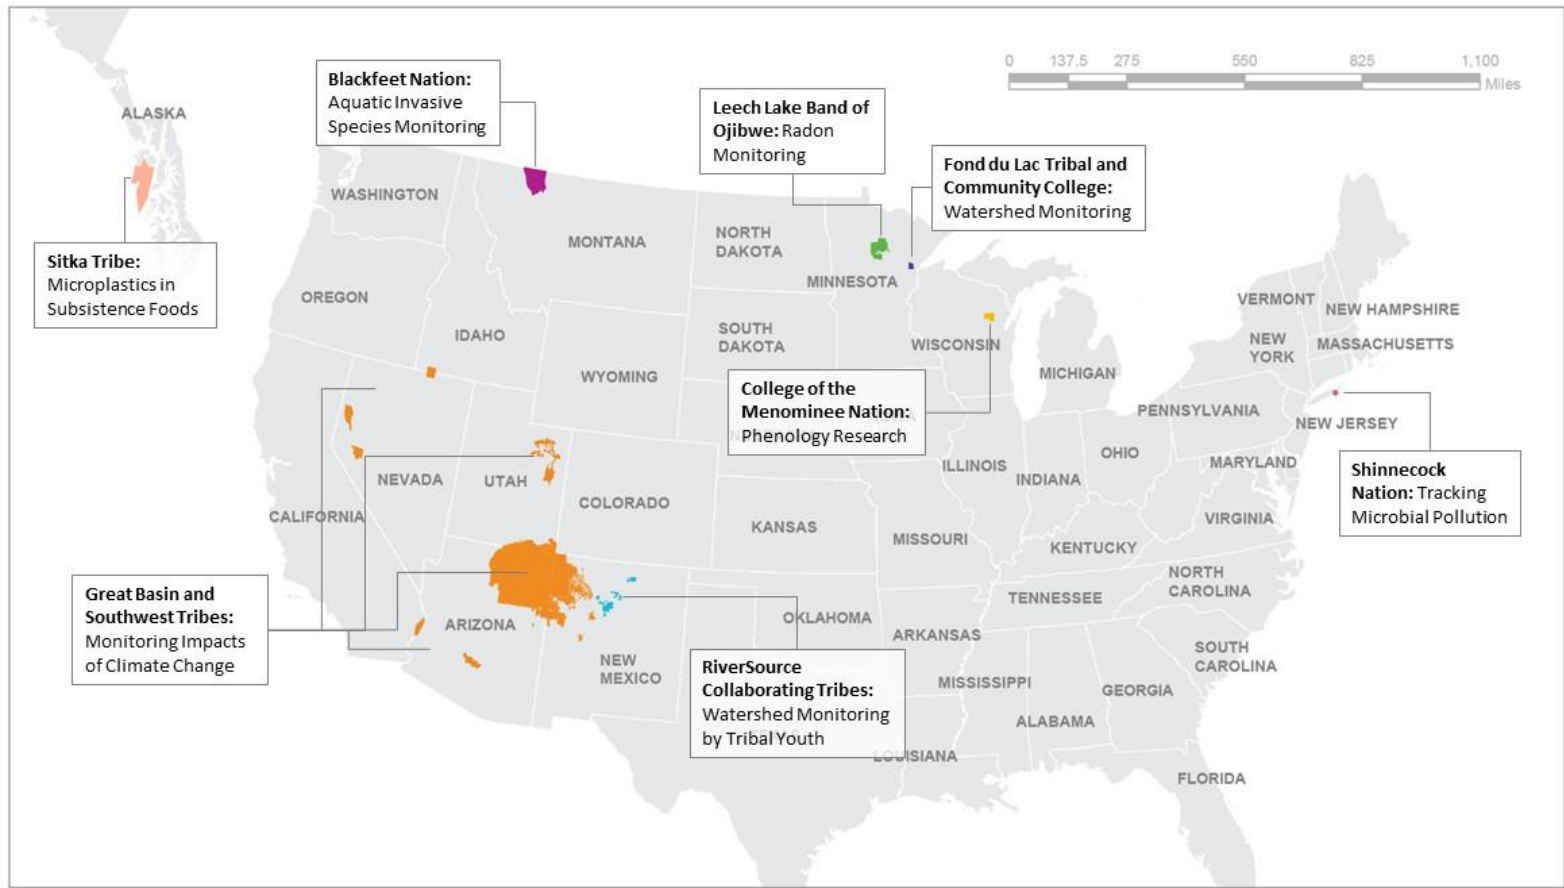 0 137.5 275 550 825 1,100
Miles
ALASKA
Blackfeet Nation:
Aquatic Invasive
Species Monitoring
Leech Lake Band of
Ojibwe: Radon
Monitoring
Fond du Lac Tribal and
Community College:
Watershed Monitoring
WASHINGTON
MONTANA
NORTH
DAKOTA
MINNESOTA
Sitka Tribe:
Microplastics in
Subsistence Foods
OREGON
IDAHO
SOUTH
DAKOTA
WISCONSIN
VERMONT
NEW HAMPSHIRE
NEW
YORK
MASSACHUSETTS
WYOMING
MICHIGAN
College of the
Menominee Nation:
Phenology Research
PENNSYLVANIA
NEW JERSEY
NEVADA
UTAH
COLORADO
ILLINOIS
INDIANA
OHIO
MARYLAND
Shinnecock
Nation: Tracking
Microbial Pollution
CALIFORNIA
KANSAS
MISSOURI
KENTUCKY
VIRGINIA
Great Basin and
Southwest Tribes:
Monitoring Impacts
of Climate Change
ARIZONA
NEW
MEXICO
OKLAHOMA
ARKANSAS
TENNESSEE
NORTH
CAROLINA
SOUTH
CAROLINA
RiverSource
Collaborating Tribes:
Watershed Monitoring
by Tribal Youth
MISSISSIPPI
ALABAMA
GEORGIA
LOUISIANA
FLORIDA